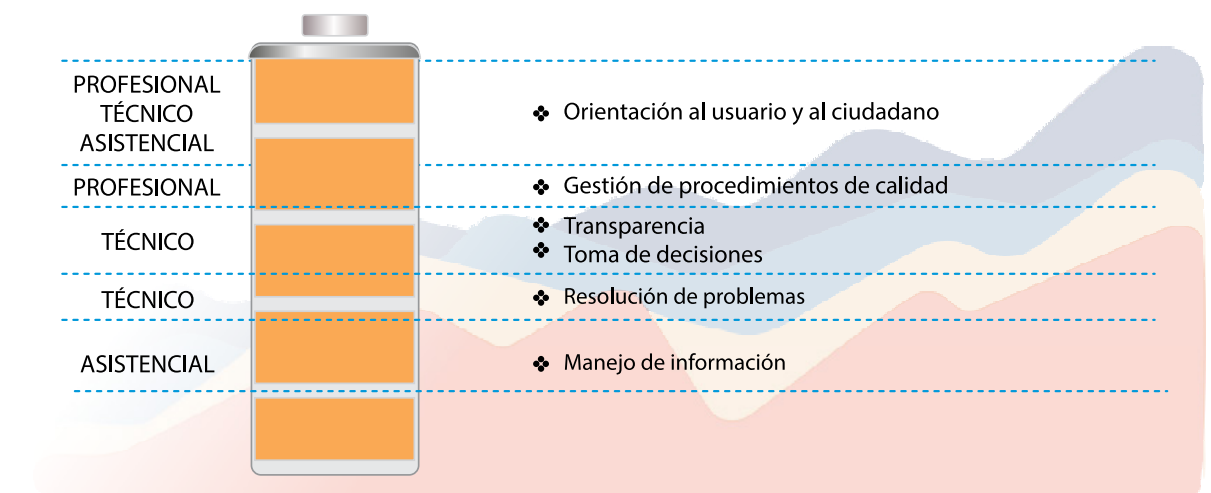 PROFESIONAL
TÉCNICO
ASISTENCIAL
❖ Orientación al usuario y al ciudadano
PROFESIONAL
❖ Gestión de procedimientos de calidad
TÉCNICO
❖ Transparencia
❖ Toma de decisiones
TÉCNICO
❖ Resolución de problemas
ASISTENCIAL
❖ Manejo de información